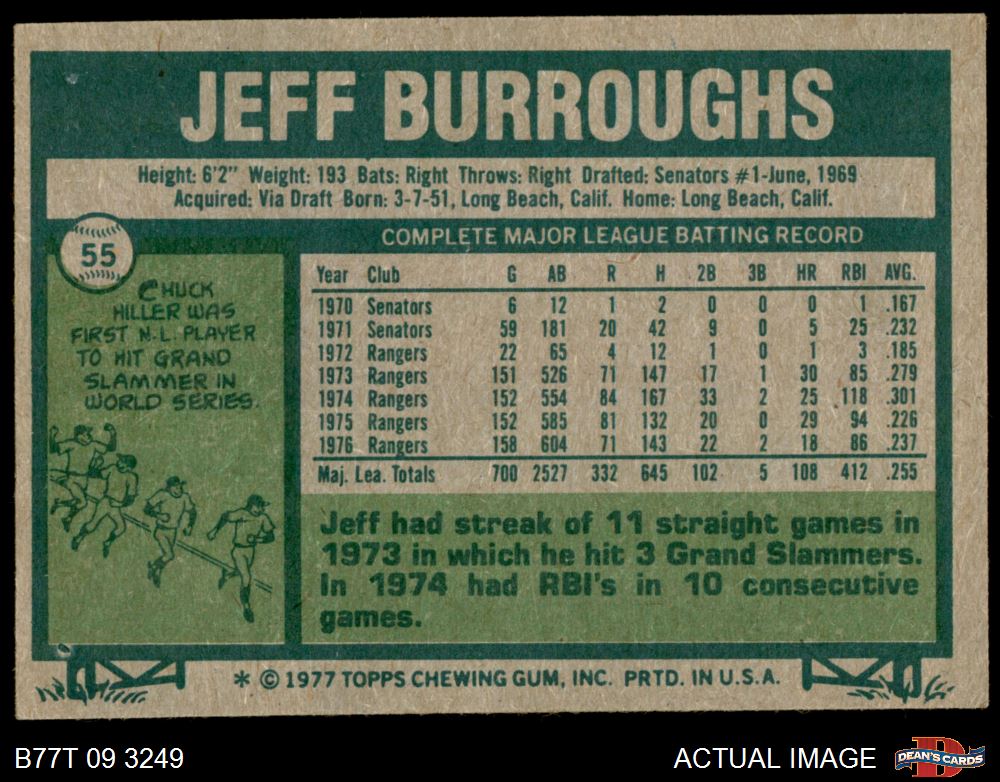 JEFF BURROUGHS
Height: 6'2" Weight: 193 Bats: Right Throws: Right Drafted: Senators #1-June, 1969
Acquired: Via Draft Born: 3-7-51, Long Beach, Calif. Home: Long Beach, Calif.
55
CHUCK
HILLER WAS
FIRST N.L. PLAYER
TO HIT GRAND
SLAMMER IN
WORLD SERIES.
COMPLETE MAJOR LEAGUE BATTING RECORD
Year Club G AB R H 2B 3B HR RBI AVG.
1970 Senators 6 12 1 2 0 0 0 1 .167
1971 Senators 59 181 20 42 9 0 5 25 .232
1972 Rangers 22 65 4 12 1 0 1 3 .185
1973 Rangers 151 526 71 147 17 1 30 85 .279
1974 Rangers 152 554 84 167 33 2 25 118 .301
1975 Rangers 152 585 81 132 20 0 29 94 .226
1976 Rangers 158 604 71 143 22 2 18 86 .237
Maj. Lea. Totals 700 2527 332 645 102 5 108 412 .255
Jeff had streak of 11 straight games in
1973 in which he hit 3 Grand Slammers.
In 1974 had RBI's in 10 consecutive
games.
* © 1977 TOPPS CHEWING GUM, INC. PRTD. IN U.S.A.
B77T 09 3249
ACTUAL IMAGE
D
DEAN'S CARDS